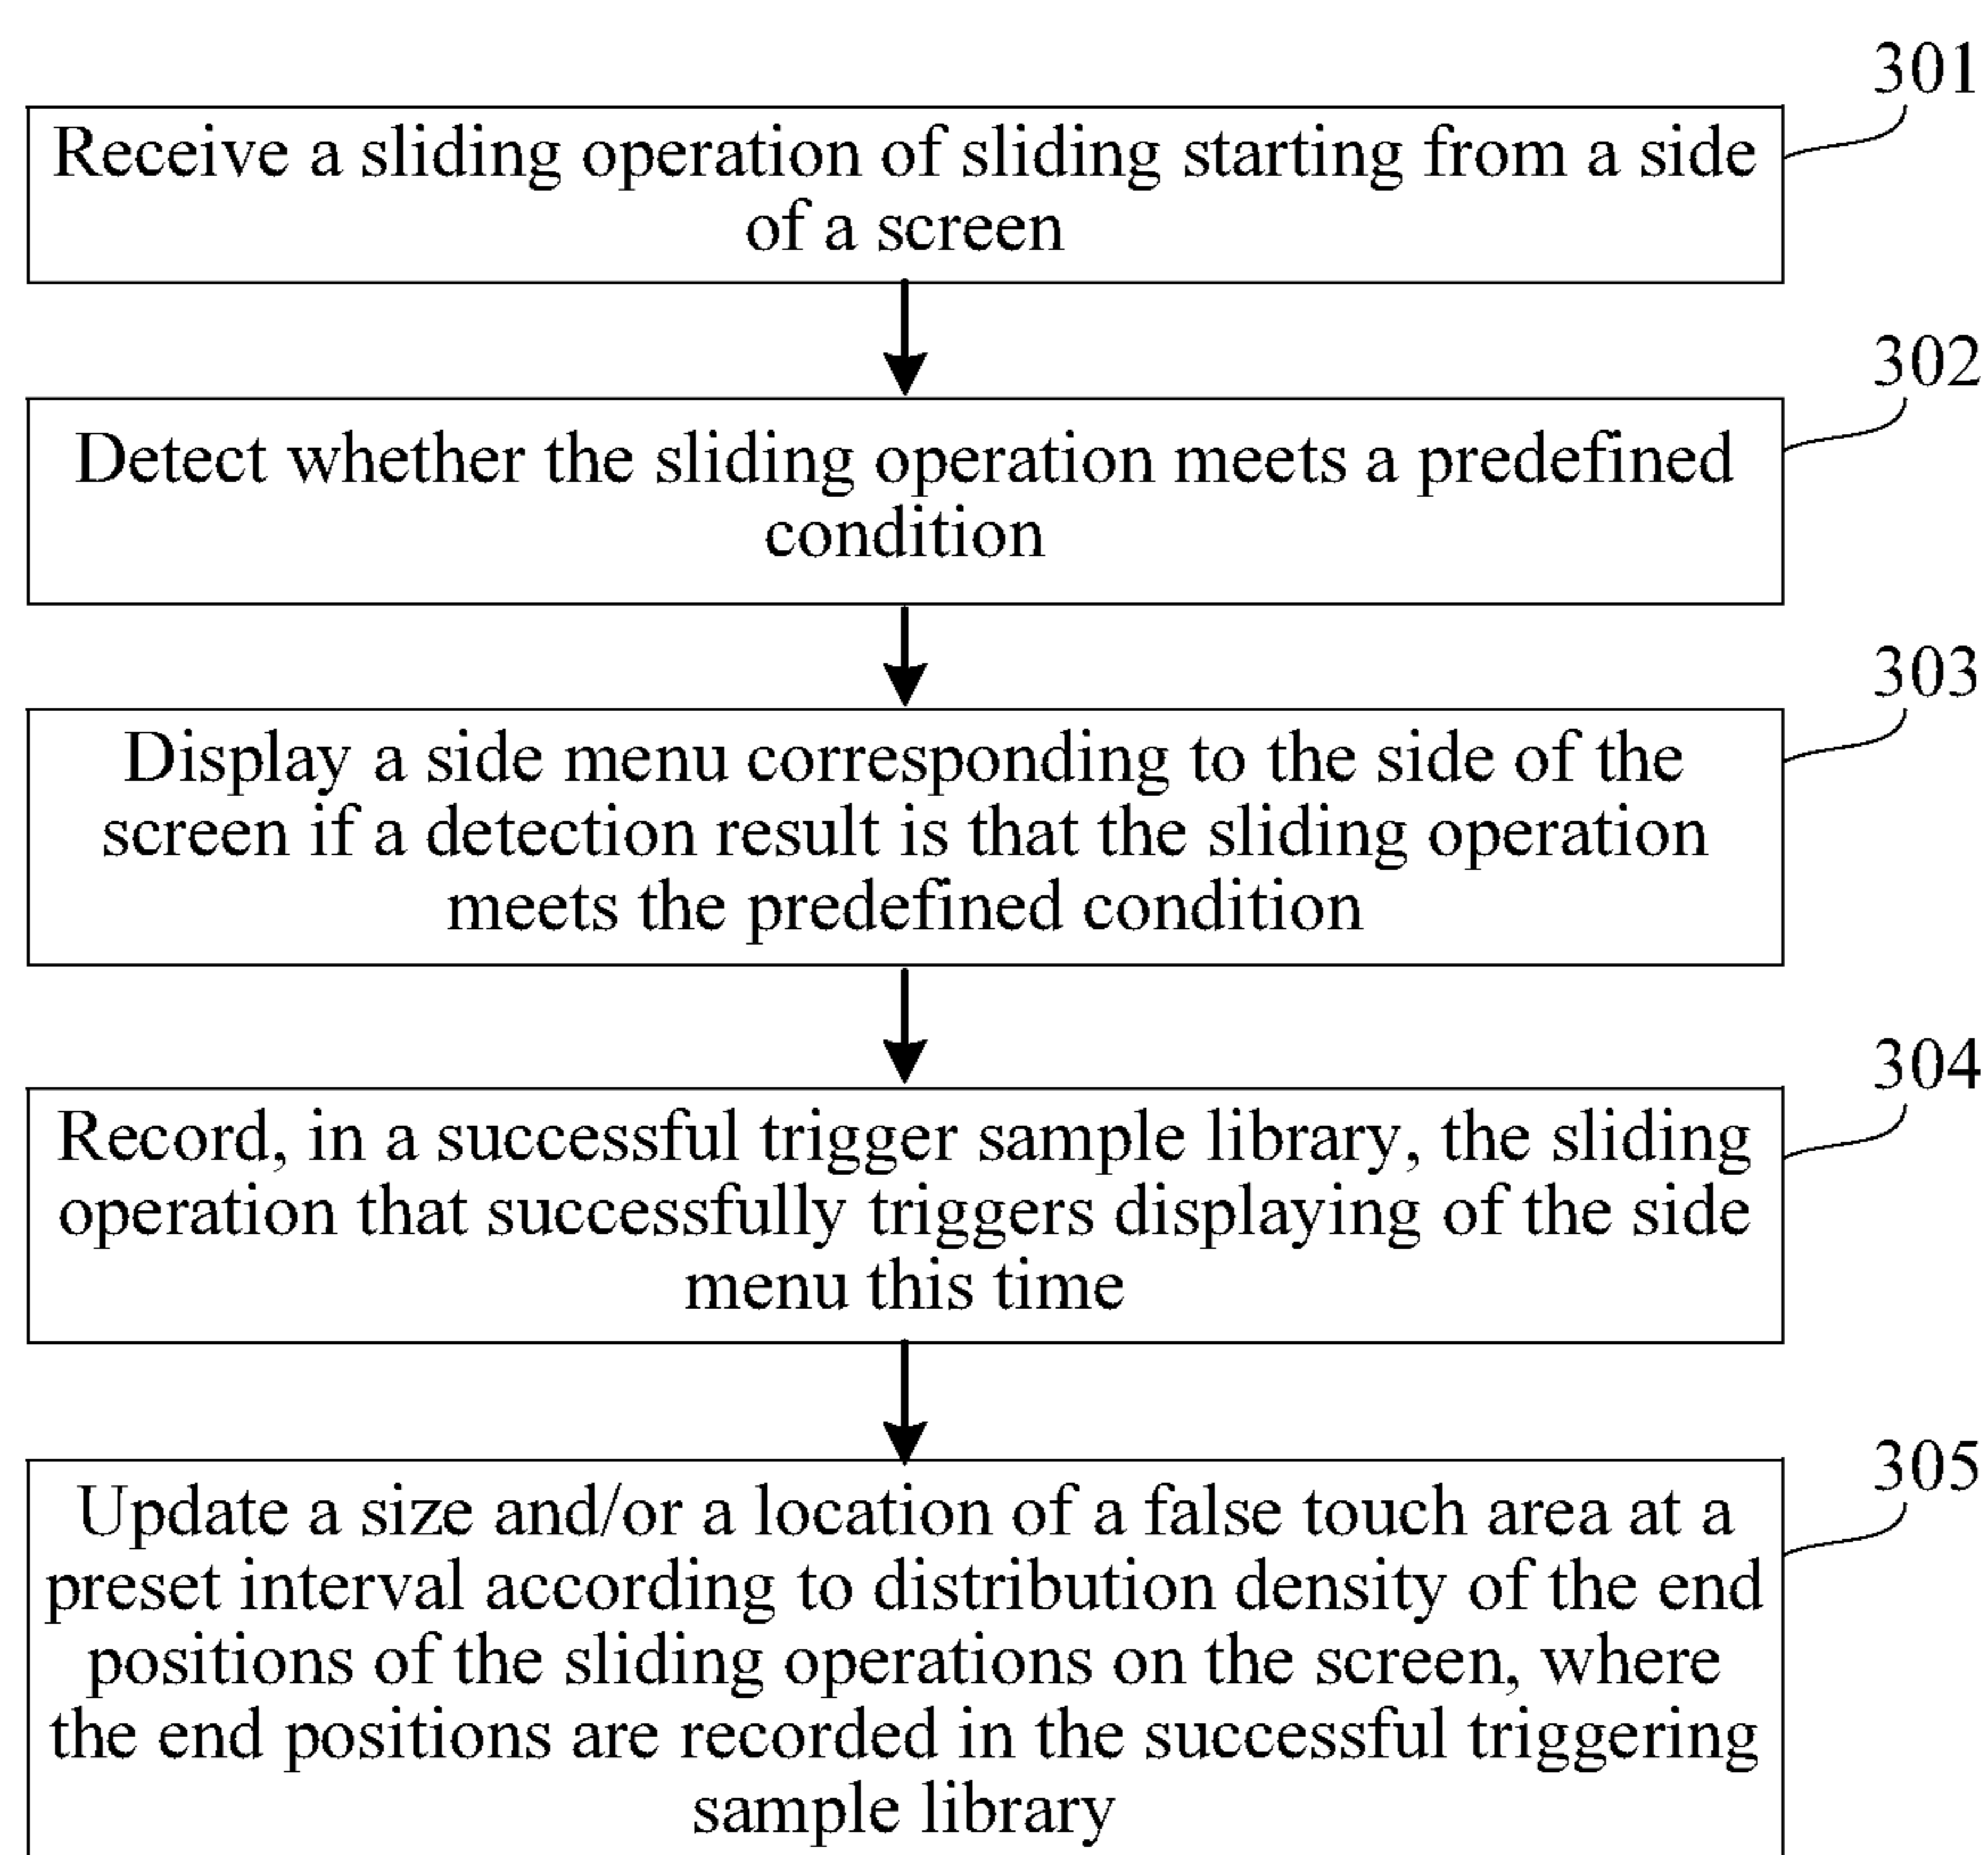 301
Receive a sliding operation of sliding starting from a side
of a screen
302
Detect whether the sliding operation meets a predefined
condition
303
Display a side menu corresponding to the side of the
screen if a detection result is that the sliding operation
meets the predefined condition
304
Record, in a successful trigger sample library, the sliding
operation that successfully triggers displaying of the side
menu this time
305
Update a size and/or a location of a false touch area at a
preset interval according to distribution density of the end
positions of the sliding operations on the screen, where
the end positions are recorded in the successful triggering
sample library